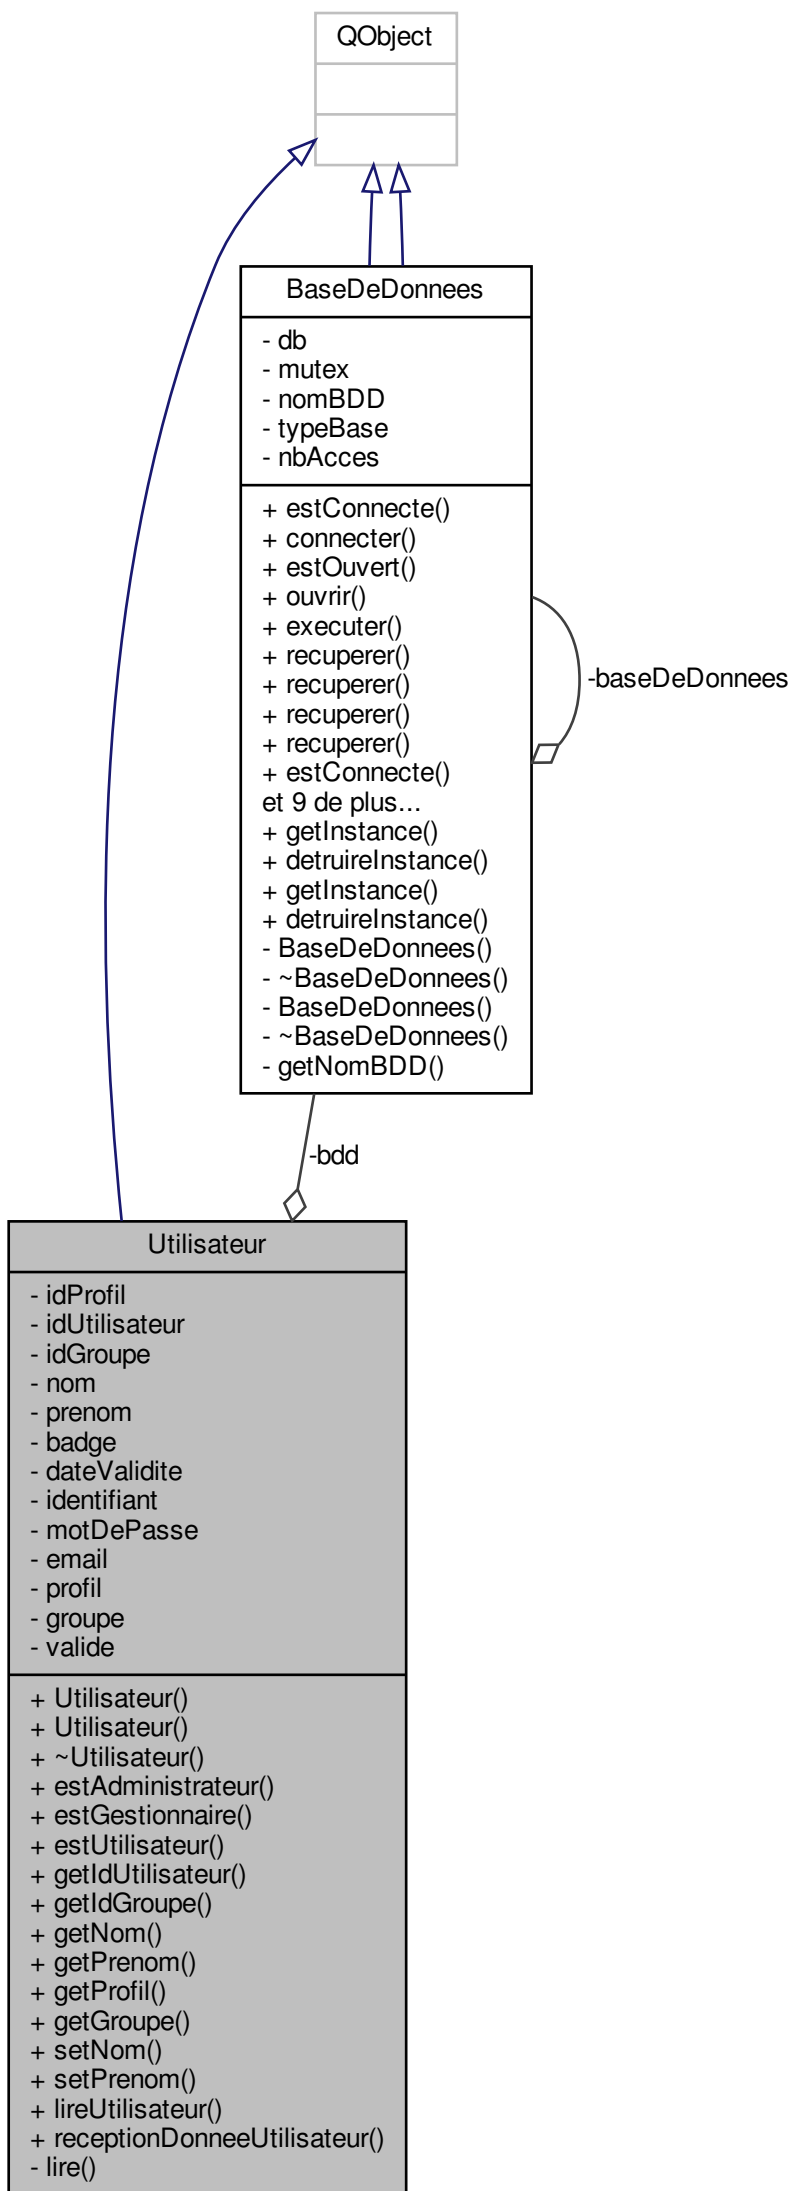 QObject
BaseDeDonnees
- db
- mutex
- nomBDD
- typeBase
- nbAcces
+ estConnecte()
+ connecter()
+ estOuvert()
+ ouvrir()
+ executer()
+ recuperer()
+ recuperer()
+ recuperer()
+ recuperer()
+ estConnecte()
et 9 de plus...
+ getInstance()
+ detruireInstance()
+ getInstance()
+ detruireInstance()
- BaseDeDonnees()
- ~BaseDeDonnees()
- BaseDeDonnees()
- ~BaseDeDonnees()
- getNomBDD()
-baseDeDonnees
-bdd
Utilisateur
- idProfil
- idUtilisateur
- idGroupe
- nom
- prenom
- badge
- dateValidite
- identifiant
- motDePasse
- email
- profil
- groupe
- valide
+ Utilisateur()
+ Utilisateur()
+ ~Utilisateur()
+ estAdministrateur()
+ estGestionnaire()
+ estUtilisateur()
+ getIdUtilisateur()
+ getIdGroupe()
+ getNom()
+ getPrenom()
+ getProfil()
+ getGroupe()
+ setNom()
+ setPrenom()
+ lireUtilisateur()
+ receptionDonneeUtilisateur()
- lire()